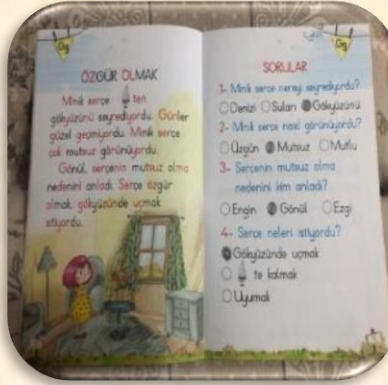 Öğ
ÖZGÜR OLMAK
Minik serçe ten
gökyüzünü seyrediyordu. Günler
güzel geçmiyordu. Minik serçe
çok mutsuz görünüyordu.
Gönül, serçenin mutsuz olma
nedenini anladı. Serçe özgür
olmak, gökyüzünde uçmak
istiyordu.
SORULAR
1- Minik serçe nereyi seyrediyordu?
Denizi Suları Gökyüzünü
2- Minik serçe nasıl görünüyordu?
Üzgün Mutsuz Mutlu
3- Serçenin mutsuz olma
nedenini kim anladı?
Engin Gönül Ezgi
4- Serçe neleri istiyordu?
Gökyüzünde uçmak
te kalmak
Uyumak